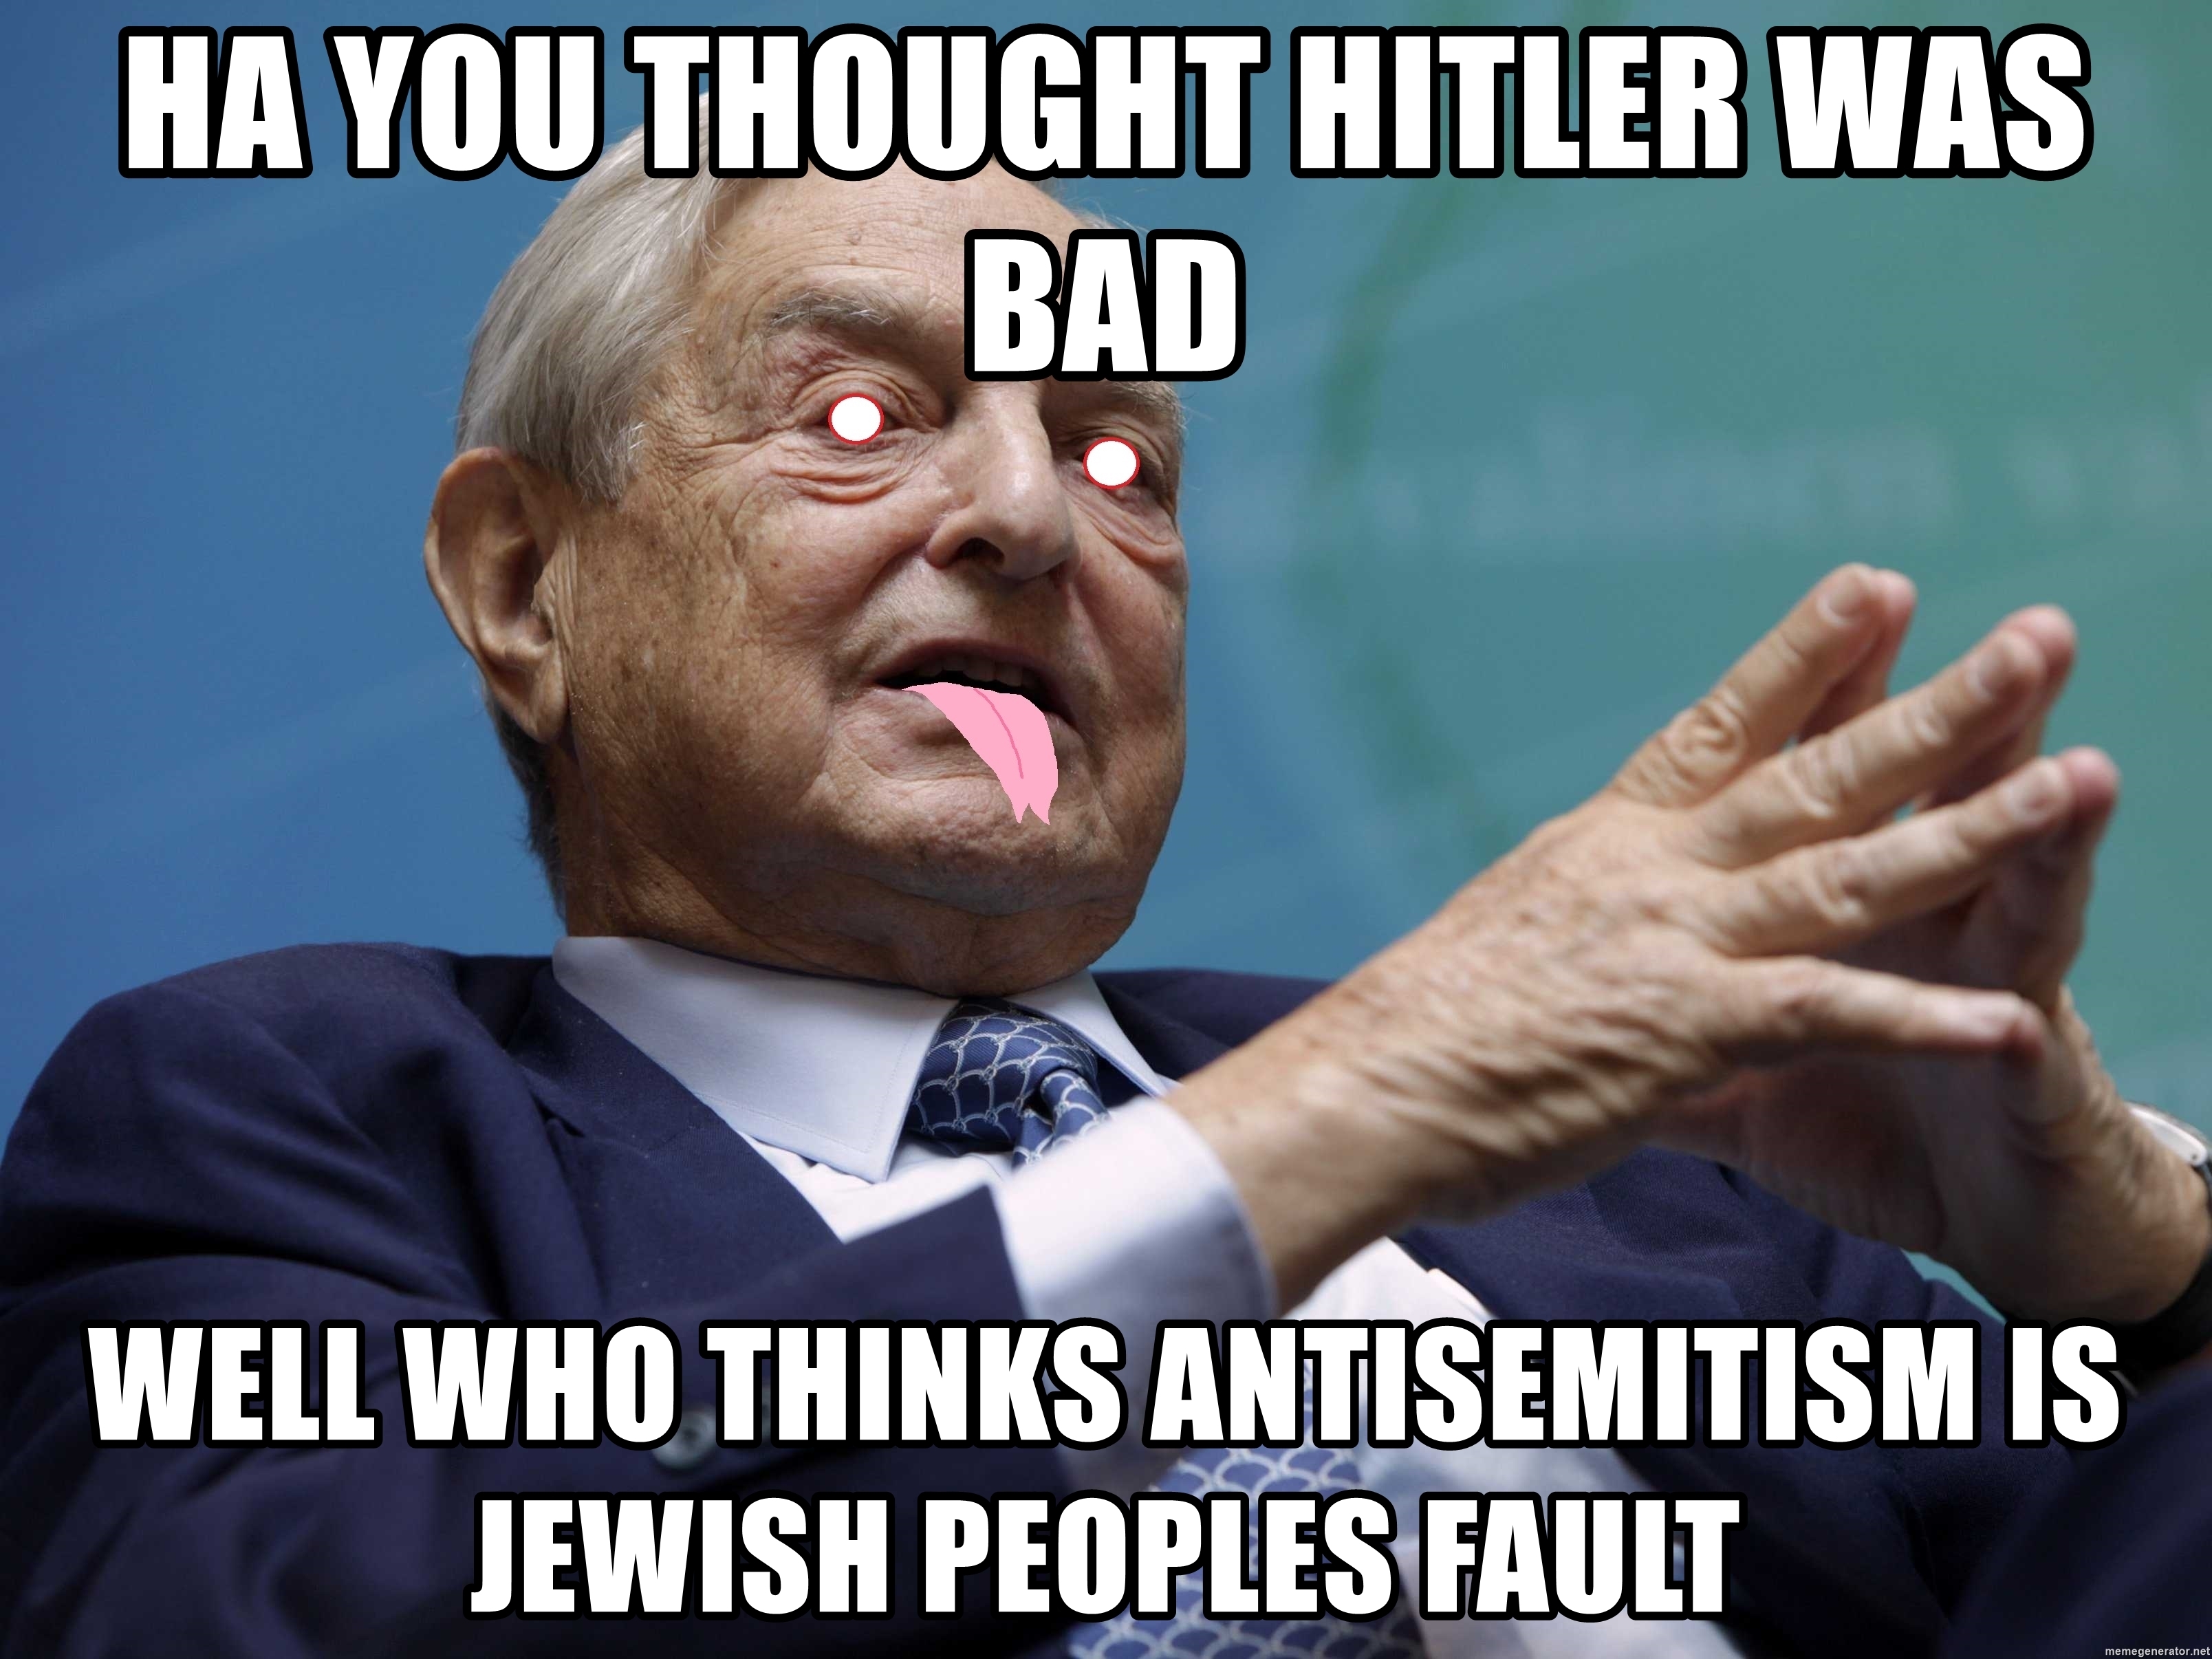 HA YOU THOUGHT HITLER WAS
BAD
WELL WHO THINKS ANTISEMITISM IS
JEWISH PEOPLES FAULT
memegenerator.net